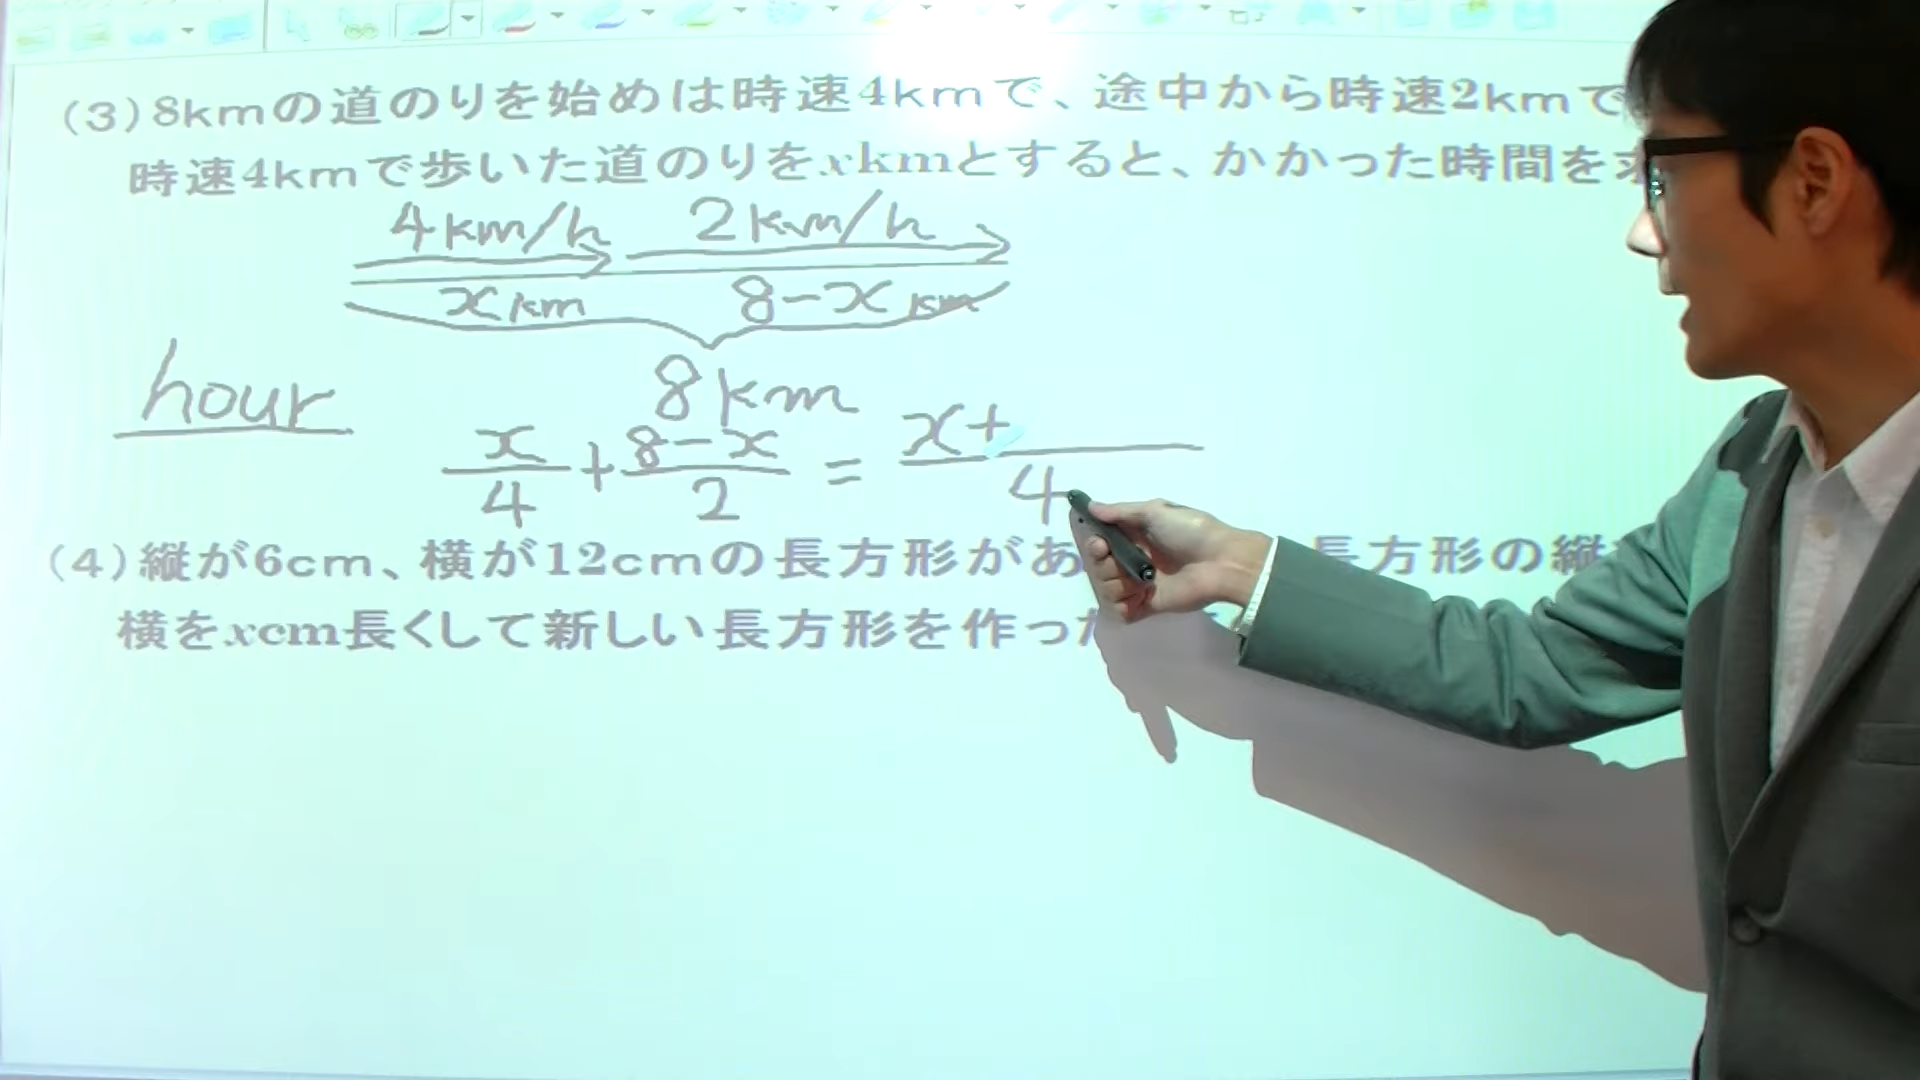 (3)8kmの道のりを始めは時速4kmで、途中から時速2kmで
時速4kmで歩いた道のりをxkmとすると、かかった時間を求
4km/h 2km/h
xkm 8-xkm
8km
hour
x/4 + 8-x/2 = x+/4
(4)縦が6cm、横が12cmの長方形があ 長方形の縦
横をxcm長くして新しい長方形を作った